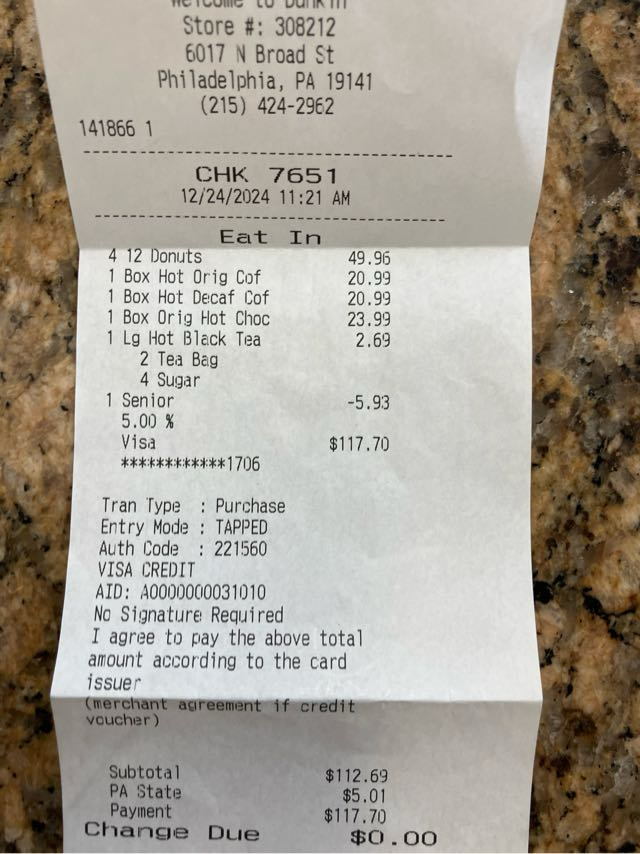 Welcome to Dunkin
Store #: 308212
6017 N Broad St
Philadelphia, PA 19141
(215) 424-2962
141866 1
CHK 7651
12/24/2024 11:21 AM
Eat In
4 12 Donuts 49.96
1 Box Hot Orig Cof 20.99
1 Box Hot Decaf Cof 20.99
1 Box Orig Hot Choc 23.99
1 Lg Hot Black Tea 2.69
2 Tea Bag
4 Sugar
1 Senior -5.93
5.00 %
Visa $117.70
************1706
Tran Type : Purchase
Entry Mode : TAPPED
Auth Code : 221560
VISA CREDIT
AID: A0000000031010
No Signature Required
I agree to pay the above total
amount according to the card
issuer
(merchant agreement if credit
voucher)
Subtotal $112.69
PA State $5.01
Payment $117.70
Change Due $0.00